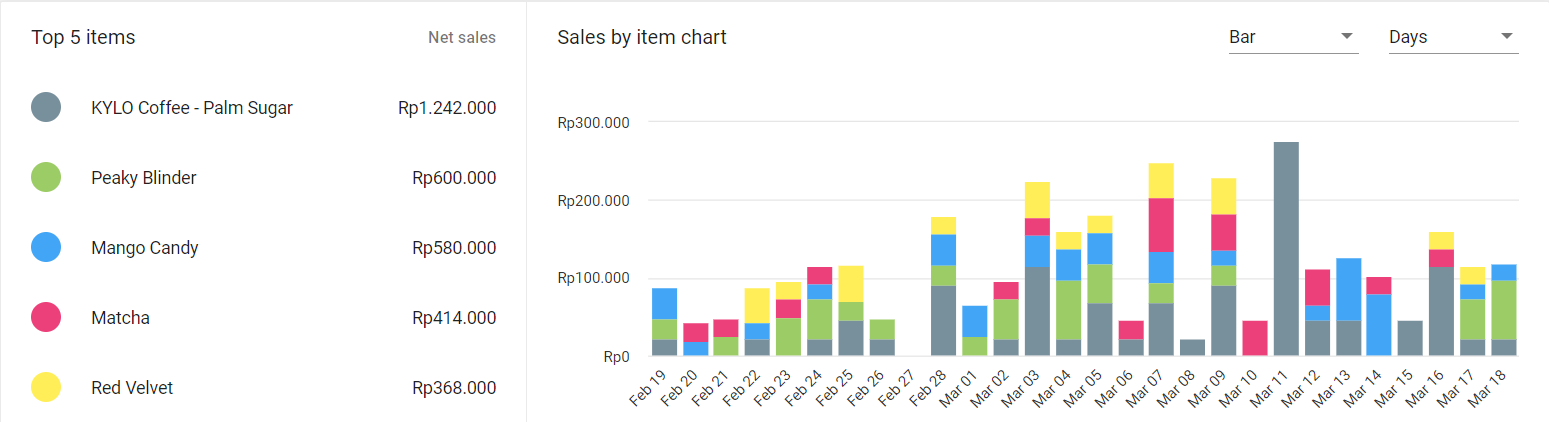 Top 5 items
Net sales
KYLO Coffee - Palm Sugar
Rp1.242.000
Peaky Blinder
Rp600.000
Mango Candy
Rp580.000
Matcha
Rp414.000
Red Velvet
Rp368.000
Sales by item chart
Bar
Days
Rp300.000
Rp200.000
Rp100.000
Rp0
Feb 19
Feb 20
Feb 21
Feb 22
Feb 23
Feb 24
Feb 25
Feb 26
Feb 27
Feb 28
Mar 01
Mar 02
Mar 03
Mar 04
Mar 05
Mar 06
Mar 07
Mar 08
Mar 09
Mar 10
Mar 11
Mar 12
Mar 13
Mar 14
Mar 15
Mar 16
Mar 17
Mar 18